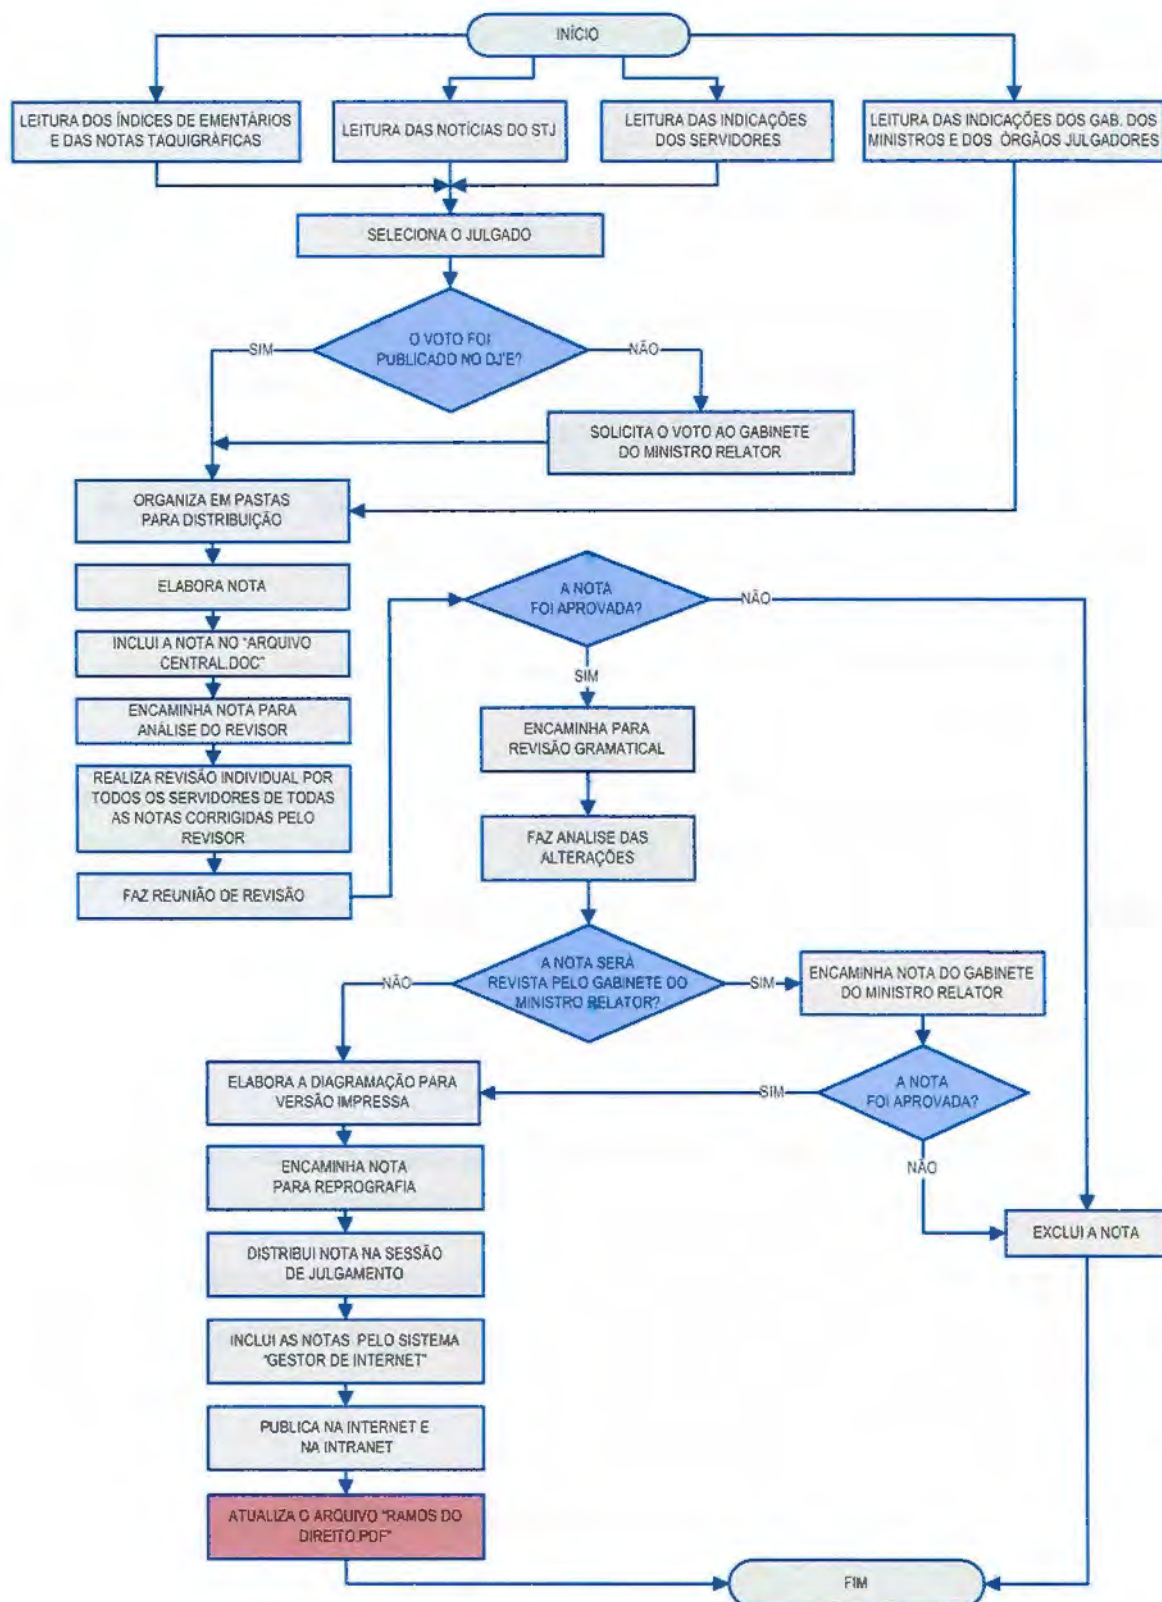 INÍCIO
LEITURA DOS ÍNDICES DE EMENTÁRIOS
E DAS NOTAS TAQUIGRÁFICAS
LEITURA DAS NOTÍCIAS DO STJ
LEITURA DAS INDICAÇÕES
DOS SERVIDORES
LEITURA DAS INDICAÇÕES DOS GAB. DOS
MINISTROS E DOS ÓRGÃOS JULGADORES
SELECIONA O JULGADO
O VOTO FOI
PUBLICADO NO DJ'E?
SIM
NÃO
SOLICITA O VOTO AO GABINETE
DO MINISTRO RELATOR
ORGANIZA EM PASTAS
PARA DISTRIBUIÇÃO
ELABORA NOTA
INCLUI A NOTA NO "ARQUIVO
CENTRAL.DOC"
ENCAMINHA NOTA PARA
ANÁLISE DO REVISOR
REALIZA REVISÃO INDIVIDUAL POR
TODOS OS SERVIDORES DE TODAS
AS NOTAS CORRIGIDAS PELO
REVISOR
FAZ REUNIÃO DE REVISÃO
A NOTA
FOI APROVADA?
NÃO
SIM
ENCAMINHA PARA
REVISÃO GRAMATICAL
FAZ ANALISE DAS
ALTERAÇÕES
A NOTA SERÁ
REVISTA PELO GABINETE DO
MINISTRO RELATOR?
NÃO
SIM
ENCAMINHA NOTA DO GABINETE
DO MINISTRO RELATOR
A NOTA
FOI APROVADA?
SIM
NÃO
EXCLUI A NOTA
ELABORA A DIAGRAMAÇÃO PARA
VERSÃO IMPRESSA
ENCAMINHA NOTA
PARA REPROGRAFIA
DISTRIBUI NOTA NA SESSÃO
DE JULGAMENTO
INCLUI AS NOTAS PELO SISTEMA
"GESTOR DE INTERNET"
PUBLICA NA INTERNET E
NA INTRANET
ATUALIZA O ARQUIVO "RAMOS DO
DIREITO.PDF"
FIM